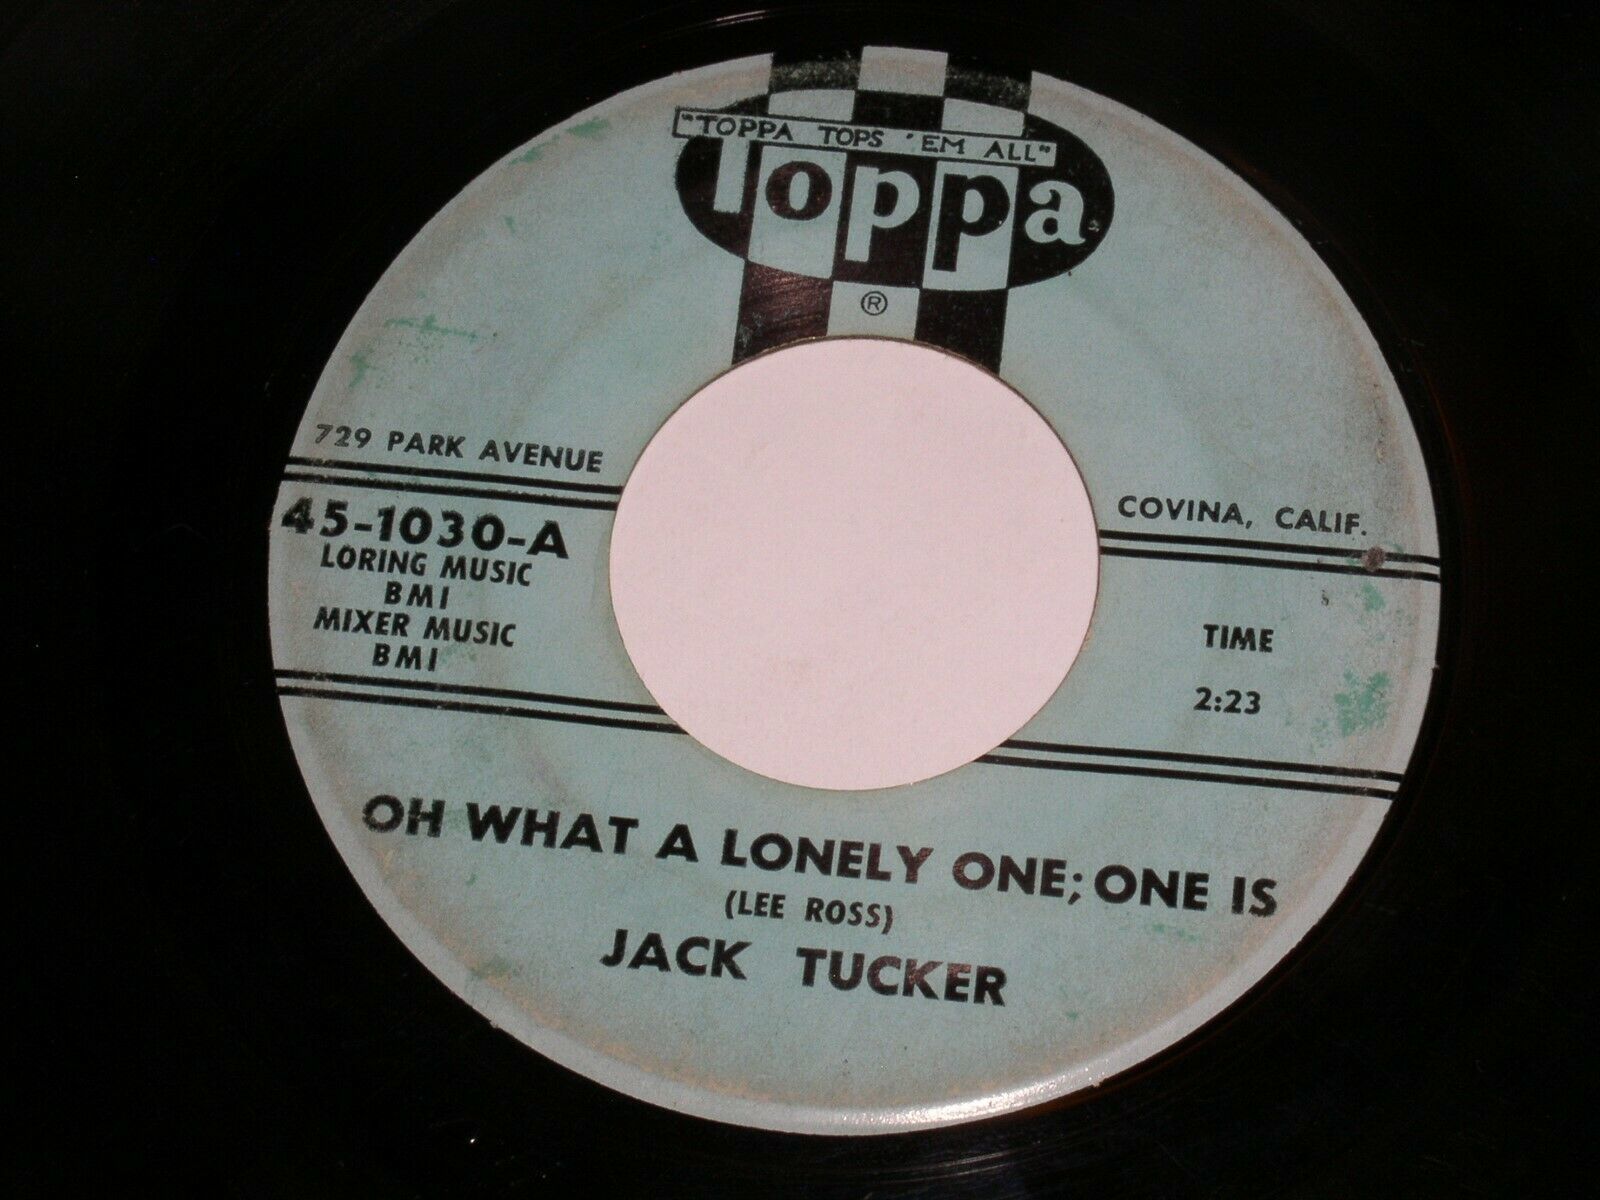 "TOPPA TOPS 'EM ALL"
Toppa
®
729 PARK AVENUE
COVINA, CALIF.
45-1030-A
LORING MUSIC
BMI
MIXER MUSIC
BMI
TIME
2:23
OH WHAT A LONELY ONE; ONE IS
(LEE ROSS)
JACK TUCKER